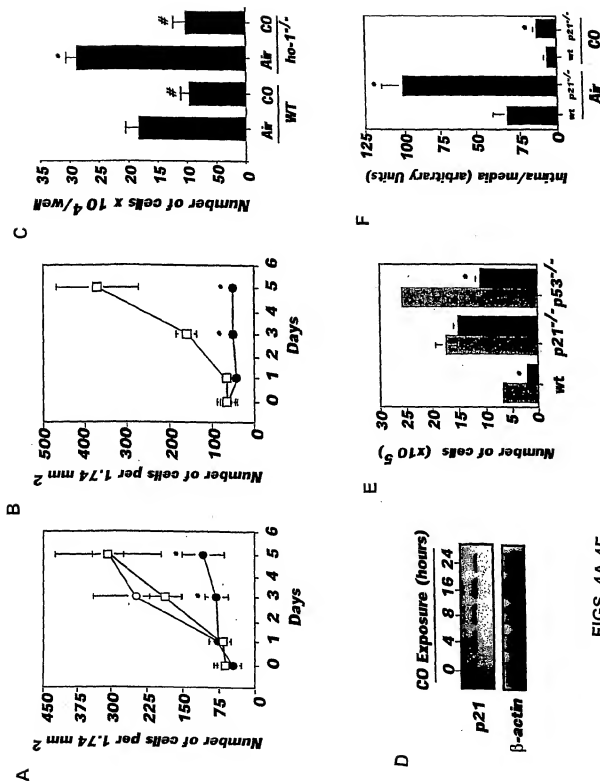 A
Number of cells per 1.74 mm 2
450
375
300
225
150
75
0
0 1 2 3 4 5 6
Days
B
Number of cells per 1.74 mm 2
500
400
300
200
100
0
0 1 2 3 4 5 6
Days
C
Number of cells x 10 4/well
35
30
25
20
15
10
5
0
# * #
Air CO Air CO
WT ho-1-/-
D
CO Exposure (hours)
0 4 8 16 24
p21
β-actin
E
Number of cells (x10 5)
30
25
20
15
10
5
0
wt p21-/- p53-/-
F
Intima/media (arbitrary Units)
125
100
75
50
25
0
wt p21-/- wt p21-/-
Air CO
FIGS. 4A-4F